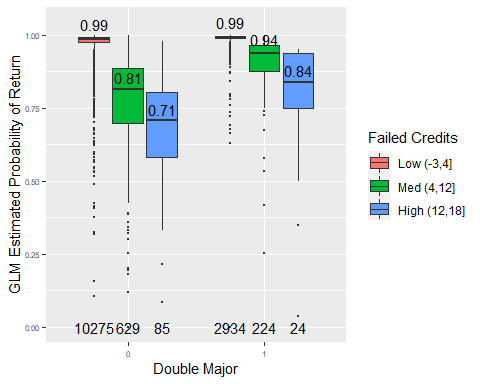 0.99
0.81
0.71
0.99
0.94
0.84
1.00
0.75
0.50
0.25
0.00
GLM Estimated Probability of Return
10275 629 85 2934 224 24
0 1
Double Major
Failed Credits
Low (-3,4]
Med (4,12]
High (12,18]